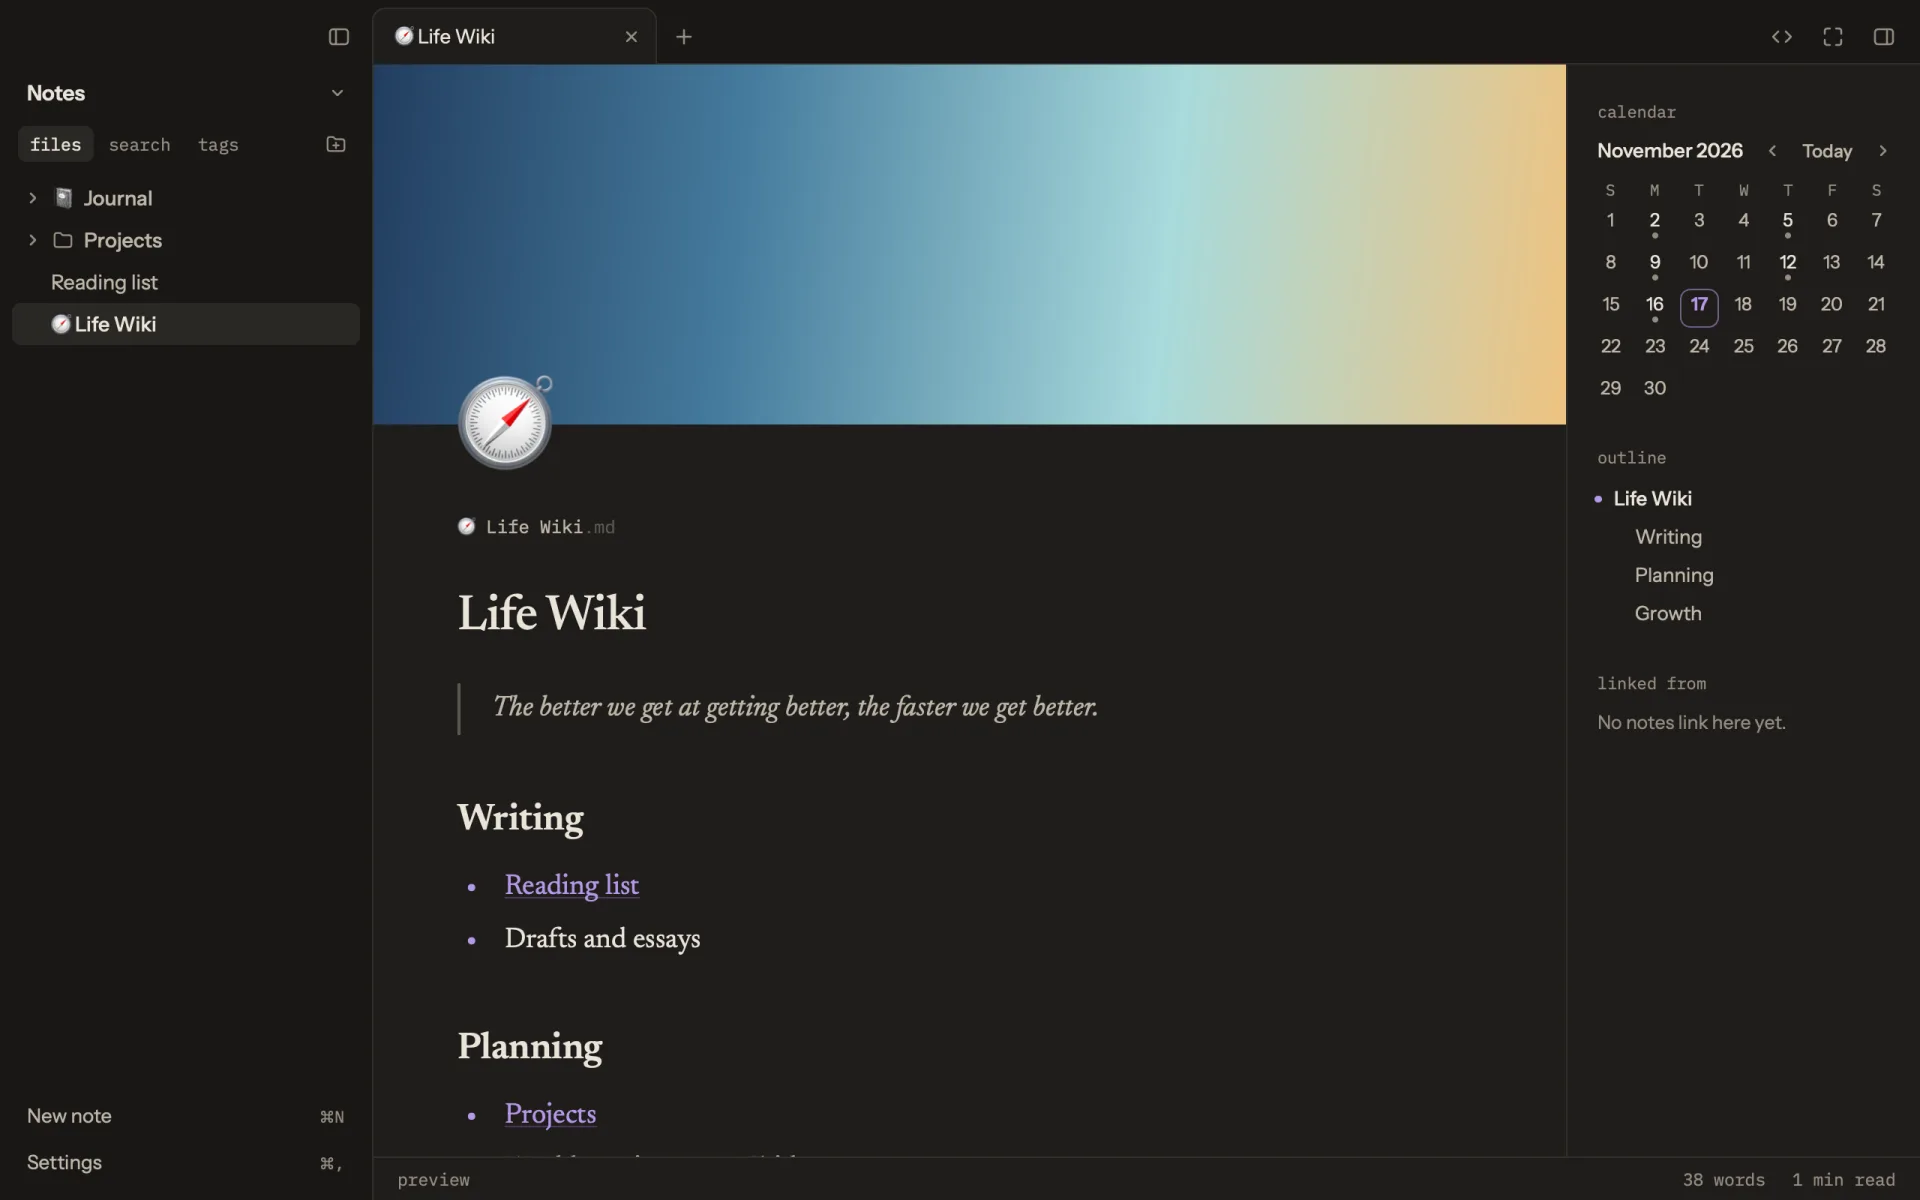 Life Wiki
Notes
files search tags
Journal
Projects
Reading list
Life Wiki
New note ⌘N
Settings ⌘,
Life Wiki.md
Life Wiki
The better we get at getting better, the faster we get better.
Writing
Reading list
Drafts and essays
Planning
Projects
preview
38 words 1 min read
calendar
November 2026 Today
S M T W T F S
1 2 3 4 5 6 7
8 9 10 11 12 13 14
15 16 17 18 19 20 21
22 23 24 25 26 27 28
29 30
outline
Life Wiki
Writing
Planning
Growth
linked from
No notes link here yet.